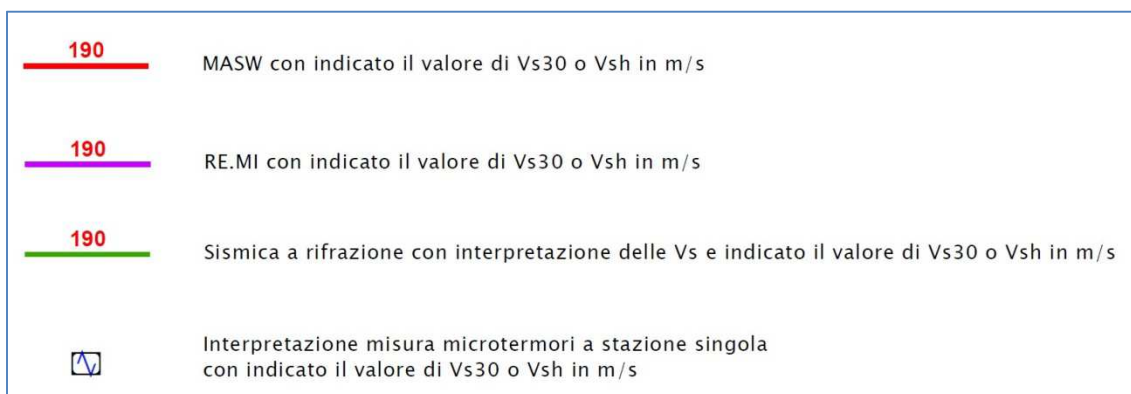 190
MASW con indicato il valore di Vs30 o Vsh in m/s
190
RE.MI con indicato il valore di Vs30 o Vsh in m/s
190
Sismica a rifrazione con interpretazione delle Vs e indicato il valore di Vs30 o Vsh in m/s
Interpretazione misura microtermori a stazione singola
con indicato il valore di Vs30 o Vsh in m/s